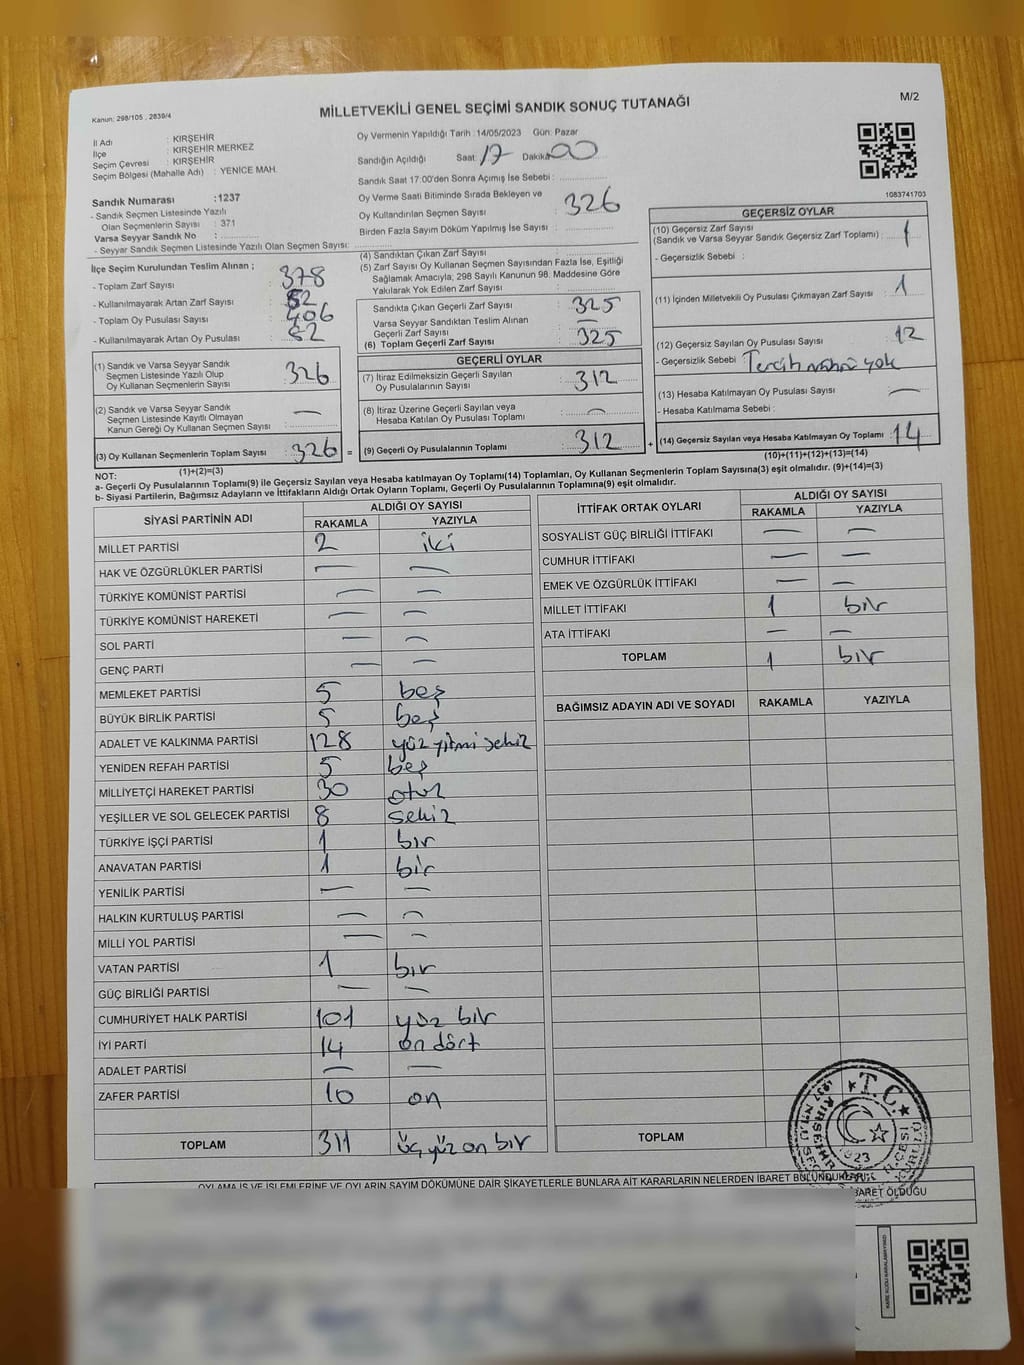 Kanun: 298/105 , 2839/4
MİLLETVEKİLİ GENEL SEÇİMİ SANDIK SONUÇ TUTANAĞI
M/2
İl Adı : KIRŞEHİR
İlçe : KIRŞEHİR MERKEZ
Seçim Çevresi : KIRŞEHİR
Seçim Bölgesi (Mahalle Adı) : YENİCE MAH.
Oy Vermenin Yapıldığı Tarih : 14/05/2023 Gün: Pazar
Sandığın Açıldığı Saat: 17 Dakika: 00
Sandık Saat 17:00'den Sonra Açımış İse Sebebi :
1083741703
Sandık Numarası :1237
- Sandık Seçmen Listesinde Yazılı
Olan Seçmenlerin Sayısı : 371
Varsa Seyyar Sandık No :
- Seyyar Sandık Seçmen Listesinde Yazılı Olan Seçmen Sayısı:
Oy Verme Saati Bitiminde Sırada Bekleyen ve
Oy Kullandırılan Seçmen Sayısı : 326
Birden Fazla Sayım Döküm Yapılmış İse Sayısı :
İlçe Seçim Kurulundan Teslim Alınan ;
- Toplam Zarf Sayısı : 378
- Kullanılmayarak Artan Zarf Sayısı : 52
- Toplam Oy Pusulası Sayısı : 406
- Kullanılmayarak Artan Oy Pusulası :
(4) Sandıktan Çıkan Zarf Sayısı :
(5) Zarf Sayısı Oy Kullanan Seçmen Sayısından Fazla İse, Eşitliği
Sağlamak Amacıyla; 298 Sayılı Kanunun 98. Maddesine Göre
Yakılarak Yok Edilen Zarf Sayısı :
Sandıkta Çıkan Geçerli Zarf Sayısı : 325
Varsa Seyyar Sandıktan Teslim Alınan
Geçerli Zarf Sayısı : —
(6) Toplam Geçerli Zarf Sayısı : 325
GEÇERSİZ OYLAR
(10) Geçersiz Zarf Sayısı
(Sandık ve Varsa Seyyar Sandık Geçersiz Zarf Toplamı) : 1
- Geçersizlik Sebebi :
(11) İçinden Milletvekili Oy Pusulası Çıkmayan Zarf Sayısı : 1
(12) Geçersiz Sayılan Oy Pusulası Sayısı : 12
- Geçersizlik Sebebi : Tercih mührü yok
(13) Hesaba Katılmayan Oy Pusulası Sayısı : —
- Hesaba Katılmama Sebebi :
(14) Geçersiz Sayılan veya Hesaba Katılmayan Oy Toplamı : 14
(10)+(11)+(12)+(13)=(14)
(1) Sandık ve Varsa Seyyar Sandık
Seçmen Listesinde Yazılı Olup
Oy Kullanan Seçmenlerin Sayısı : 326
(2) Sandık ve Varsa Seyyar Sandık
Seçmen Listesinde Kayıtlı Olmayan
Kanun Gereği Oy Kullanan Seçmen Sayısı : —
(3) Oy Kullanan Seçmenlerin Toplam Sayısı : 326 =
(1)+(2)=(3)
GEÇERLİ OYLAR
(7) İtiraz Edilmeksizin Geçerli Sayılan
Oy Pusulalarının Sayısı : 312
(8) İtiraz Üzerine Geçerli Sayılan veya
Hesaba Katılan Oy Pusulası Toplamı : —
(9) Geçerli Oy Pusulalarının Toplamı : 312 +
NOT:
a- Geçerli Oy Pusulalarının Toplamı(9) ile Geçersiz Sayılan veya Hesaba katılmayan Oy Toplamı(14) Toplamları, Oy Kullanan Seçmenlerin Toplam Sayısına(3) eşit olmalıdır. (9)+(14)=(3)
b- Siyasi Partilerin, Bağımsız Adayların ve İttifakların Aldığı Ortak Oyların Toplamı, Geçerli Oy Pusulalarının Toplamına(9) eşit olmalıdır.
SİYASİ PARTİNİN ADI ALDIĞI OY SAYISI
RAKAMLA YAZIYLA
MİLLET PARTİSİ 2 iki
HAK VE ÖZGÜRLÜKLER PARTİSİ — —
TÜRKİYE KOMÜNİST PARTİSİ — —
TÜRKİYE KOMÜNİST HAREKETİ — —
SOL PARTİ — —
GENÇ PARTİ — —
MEMLEKET PARTİSİ 5 beş
BÜYÜK BİRLİK PARTİSİ 5 beş
ADALET VE KALKINMA PARTİSİ 128 yüz yirmi sekiz
YENİDEN REFAH PARTİSİ 5 beş
MİLLİYETÇİ HAREKET PARTİSİ 30 otuz
YEŞİLLER VE SOL GELECEK PARTİSİ 8 sekiz
TÜRKİYE İŞÇİ PARTİSİ 1 bir
ANAVATAN PARTİSİ 1 bir
YENİLİK PARTİSİ — —
HALKIN KURTULUŞ PARTİSİ — —
MİLLİ YOL PARTİSİ — —
VATAN PARTİSİ 1 bir
GÜÇ BİRLİĞİ PARTİSİ — —
CUMHURİYET HALK PARTİSİ 101 yüz bir
İYİ PARTİ 14 on dört
ADALET PARTİSİ — —
ZAFER PARTİSİ 10 on
TOPLAM 311 üç yüz on bir
İTTİFAK ORTAK OYLARI ALDIĞI OY SAYISI
RAKAMLA YAZIYLA
SOSYALİST GÜÇ BİRLİĞİ İTTİFAKI — —
CUMHUR İTTİFAKI — —
EMEK VE ÖZGÜRLÜK İTTİFAKI — —
MİLLET İTTİFAKI 1 bir
ATA İTTİFAKI — —
TOPLAM 1 bir
BAĞIMSIZ ADAYIN ADI VE SOYADI RAKAMLA YAZIYLA
TOPLAM
T.C.
OYLAMA İŞ VE İŞLEMLERİNE VE OYLARIN SAYIM DÖKÜMÜNE DAİR ŞİKAYETLERLE BUNLARA AİT KARARLARIN NELERDEN İBARET BULUNDUKLARI
BARET OLDUĞU